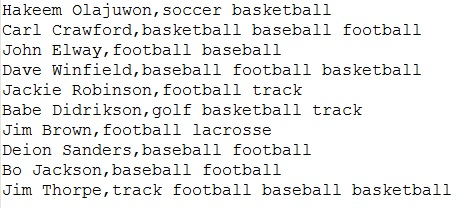 Hakeem Olajuwon,soccer basketball
Carl Crawford,basketball baseball football
John Elway,football baseball
Dave Winfield,baseball football basketball
Jackie Robinson,football track
Babe Didrikson,golf basketball track
Jim Brown,football lacrosse
Deion Sanders,baseball football
Bo Jackson,baseball football
Jim Thorpe,track football baseball basketball